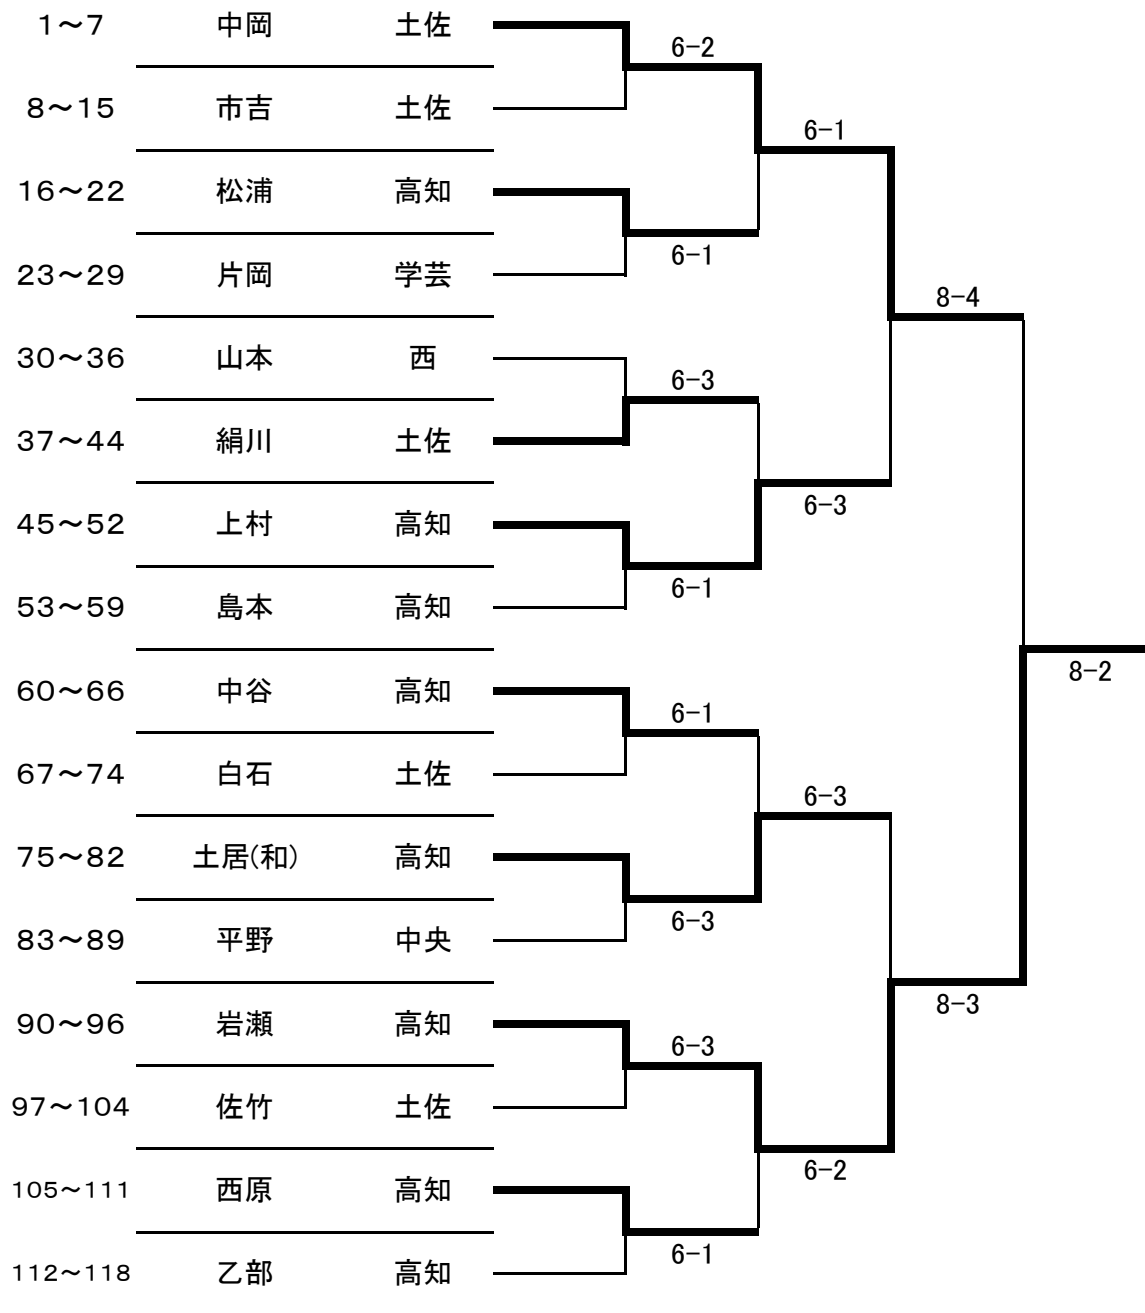 1～7 中岡 土佐
6-2
8～15 市吉 土佐
6-1
16～22 松浦 高知
6-1
23～29 片岡 学芸
8-4
30～36 山本 西
6-3
37～44 絹川 土佐
6-3
45～52 上村 高知
6-1
53～59 島本 高知
8-2
60～66 中谷 高知
6-1
67～74 白石 土佐
6-3
75～82 土居(和) 高知
6-3
83～89 平野 中央
8-3
90～96 岩瀬 高知
6-3
97～104 佐竹 土佐
6-2
105～111 西原 高知
6-1
112～118 乙部 高知